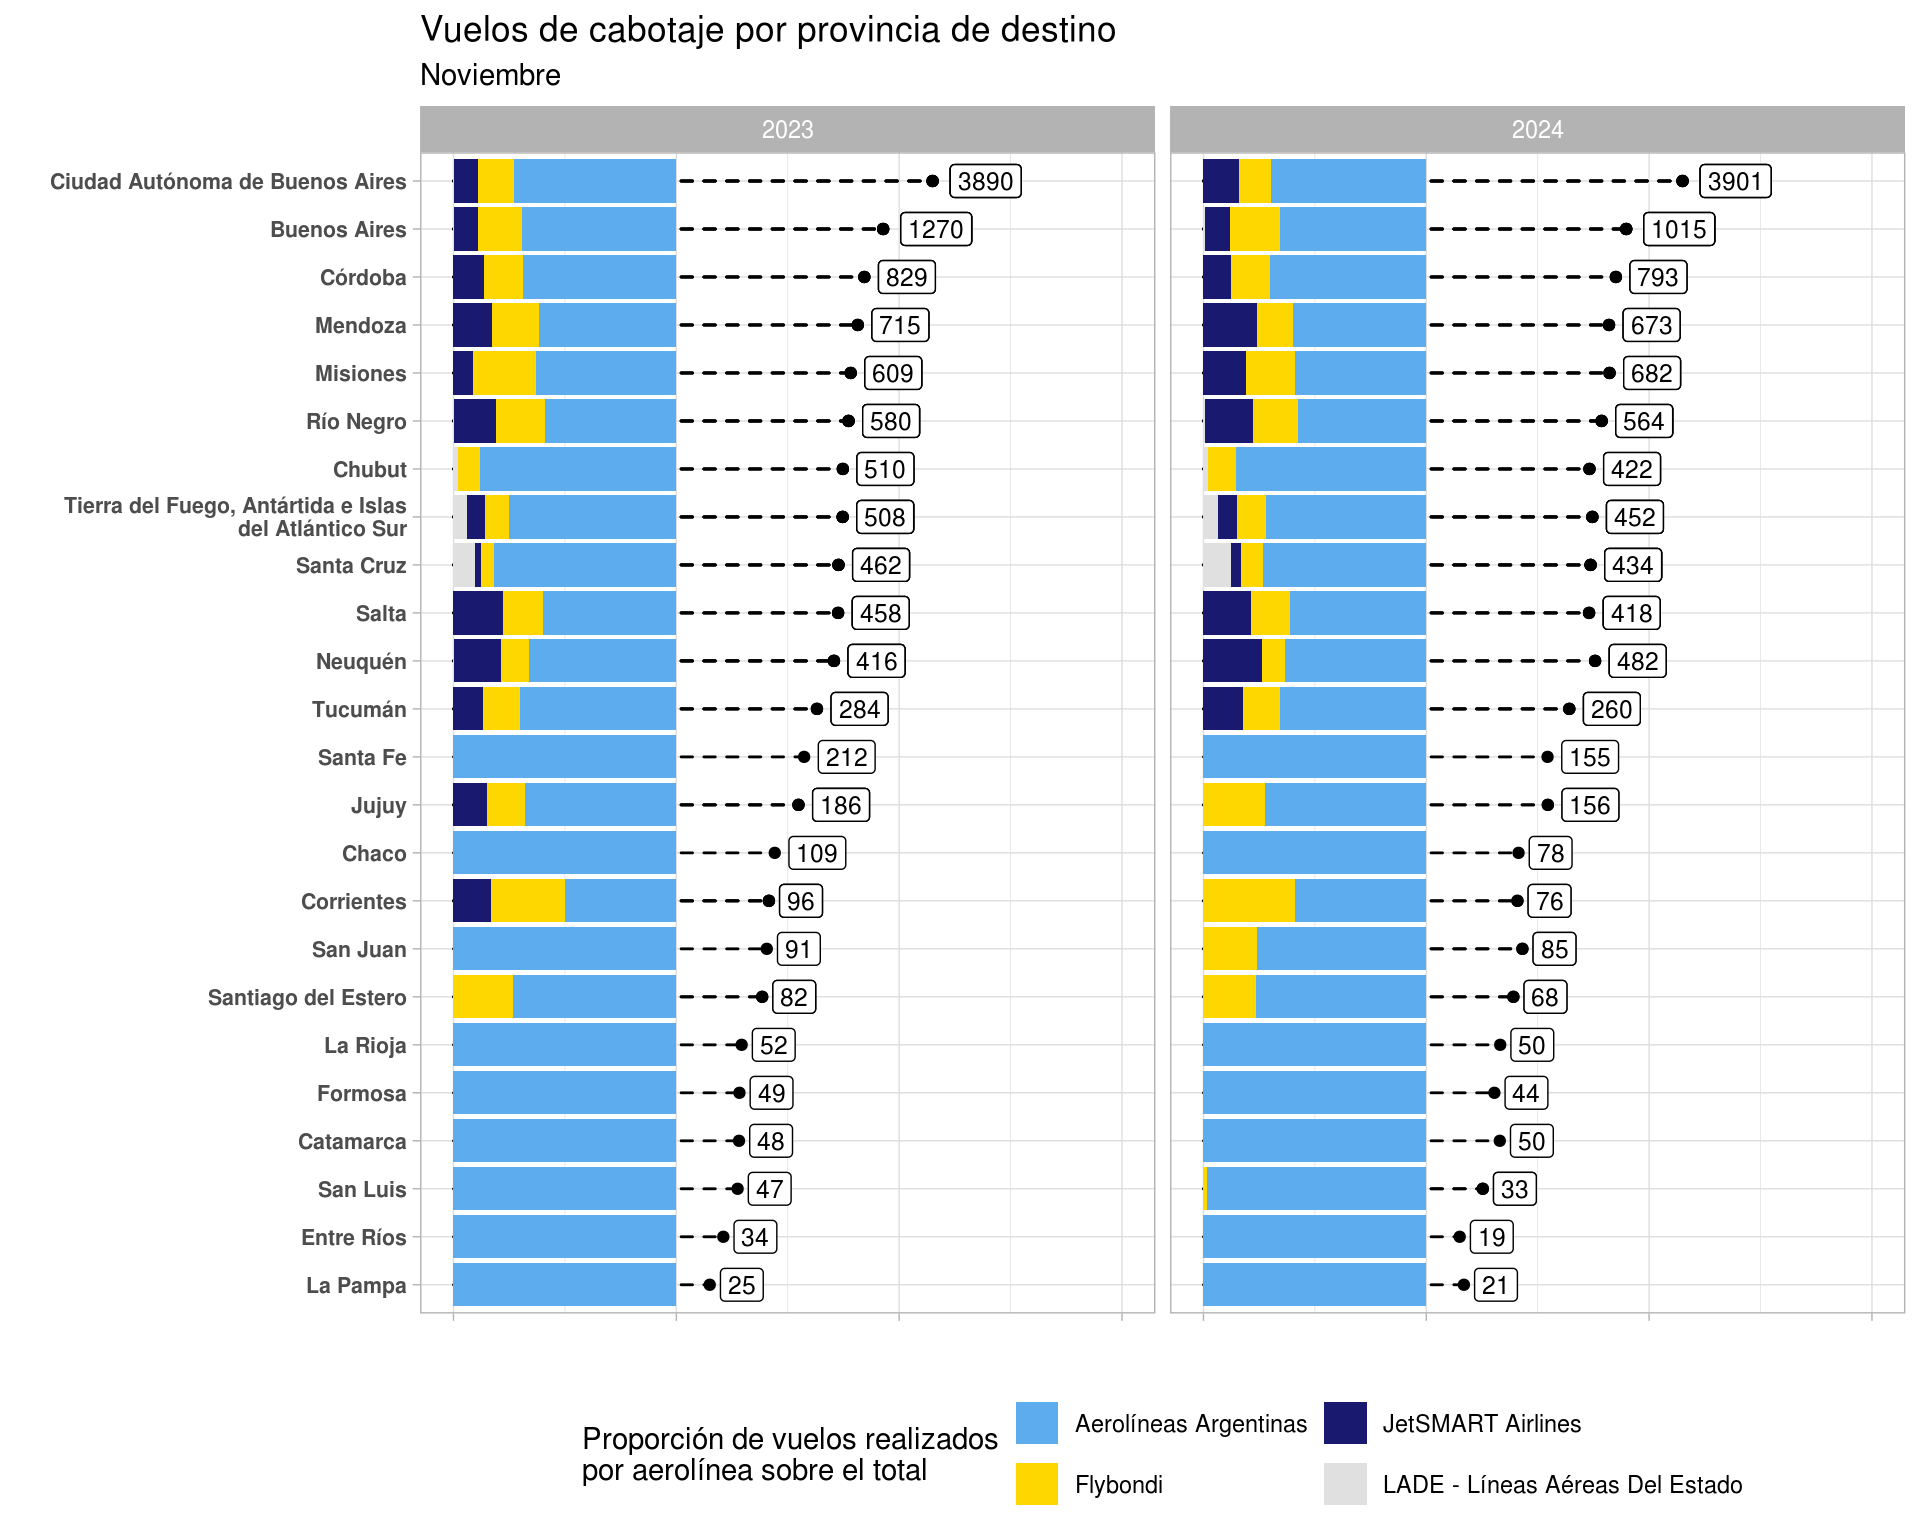 Vuelos de cabotaje por provincia de destino
Noviembre
2023 2024
Ciudad Autónoma de Buenos Aires 3890 3901
Buenos Aires 1270 1015
Córdoba 829 793
Mendoza 715 673
Misiones 609 682
Río Negro 580 564
Chubut 510 422
Tierra del Fuego, Antártida e Islas
del Atlántico Sur 508 452
Santa Cruz 462 434
Salta 458 418
Neuquén 416 482
Tucumán 284 260
Santa Fe 212 155
Jujuy 186 156
Chaco 109 78
Corrientes 96 76
San Juan 91 85
Santiago del Estero 82 68
La Rioja 52 50
Formosa 49 44
Catamarca 48 50
San Luis 47 33
Entre Ríos 34 19
La Pampa 25 21
Proporción de vuelos realizados
por aerolínea sobre el total
Aerolíneas Argentinas JetSMART Airlines
Flybondi LADE - Líneas Aéreas Del Estado